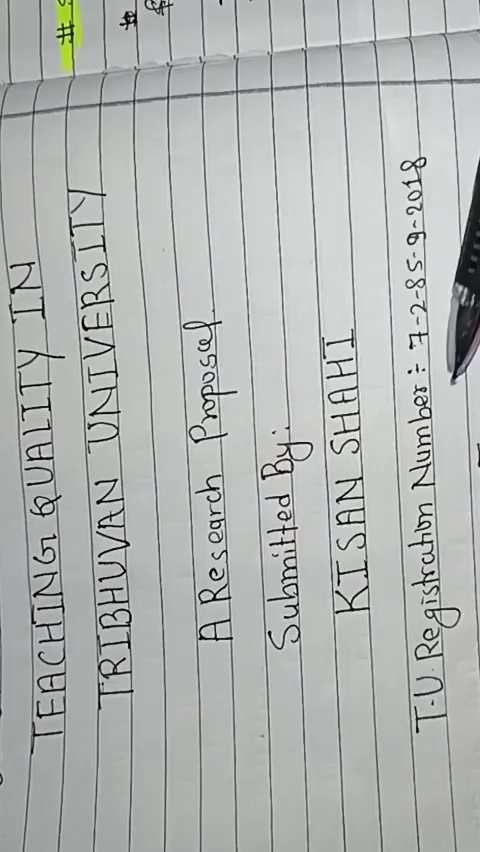 TEACHING QUALITY IN
TRIBHUVAN UNIVERSITY
A Research Proposal
Submitted By:
KISAN SHAHI
T.U. Registration Number: 7-2-85-9-2018